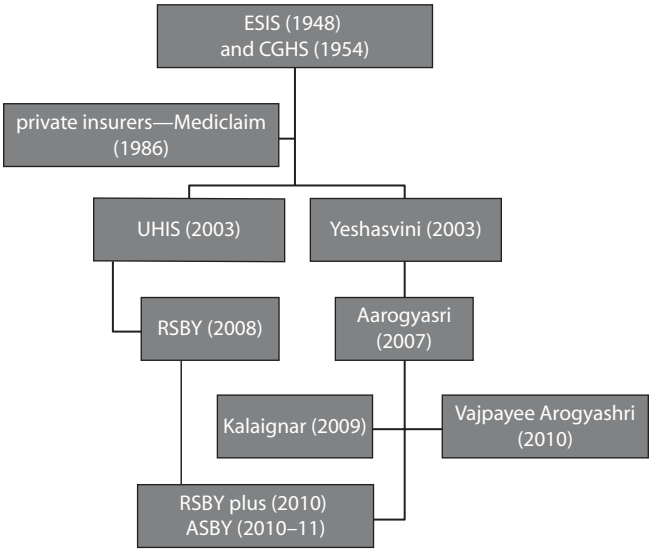 ESIS (1948)
and CGHS (1954)
private insurers—Mediclaim
(1986)
UHIS (2003)
Yeshasvini (2003)
RSBY (2008)
Aarogyasri
(2007)
Kalaignar (2009)
Vajpayee Arogyashri
(2010)
RSBY plus (2010)
ASBY (2010–11)